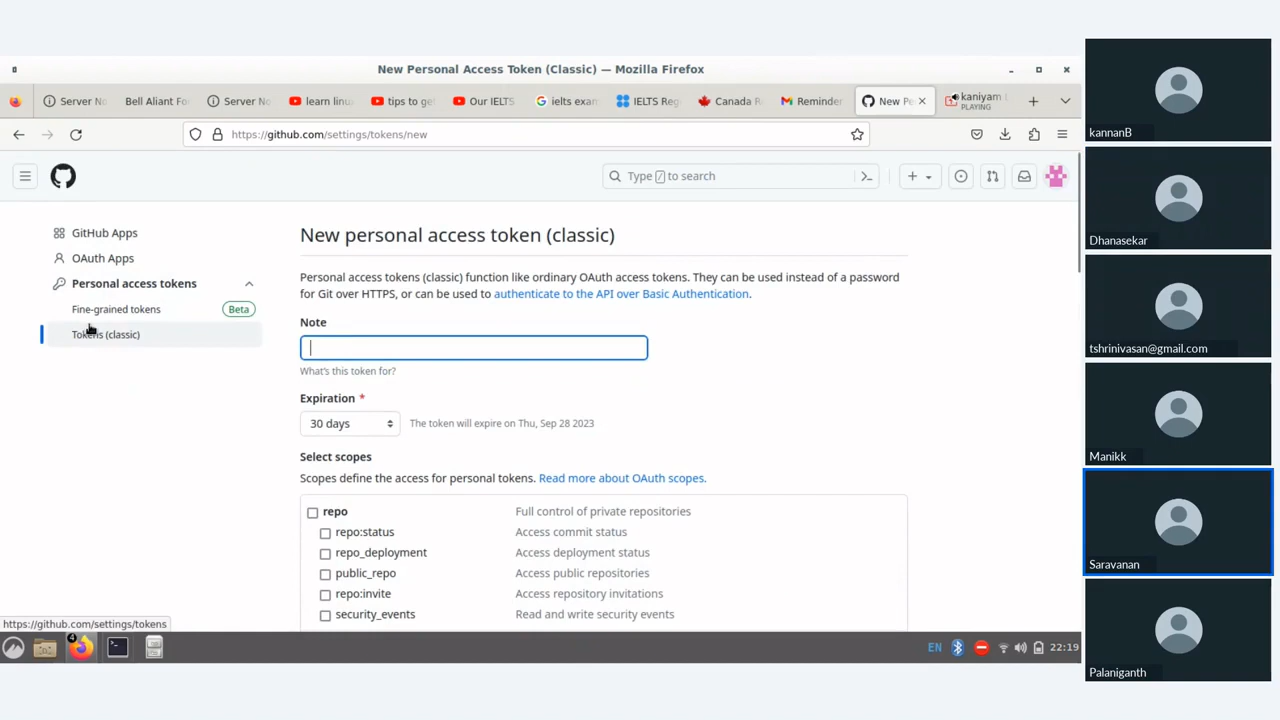 New Personal Access Token (Classic) — Mozilla Firefox
Server No
Bell Aliant Fo
Server No
learn linu
tips to ge
Our IELTS
ielts exan
IELTS Reg
Canada R
Reminder
New Pe
kaniyam
PLAYING
https://github.com/settings/tokens/new
Type / to search
GitHub Apps
OAuth Apps
Personal access tokens
Fine-grained tokens
Beta
Tokens (classic)
New personal access token (classic)
Personal access tokens (classic) function like ordinary OAuth access tokens. They can be used instead of a password
for Git over HTTPS, or can be used to authenticate to the API over Basic Authentication.
Note
What's this token for?
Expiration *
30 days
The token will expire on Thu, Sep 28 2023
Select scopes
Scopes define the access for personal tokens. Read more about OAuth scopes.
repo Full control of private repositories
repo:status Access commit status
repo_deployment Access deployment status
public_repo Access public repositories
repo:invite Access repository invitations
security_events Read and write security events
https://github.com/settings/tokens
4
EN
22:19
kannanB
Dhanasekar
tshrinivasan@gmail.com
Manikk
Saravanan
Palaniganth